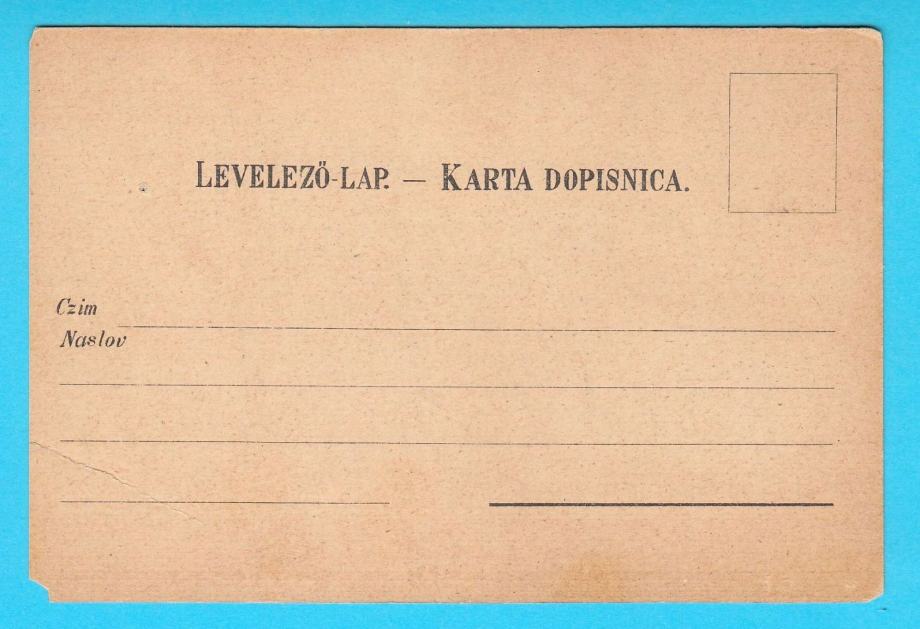 LEVELEZŐ-LAP. — KARTA DOPISNICA.
Czim
Naslov